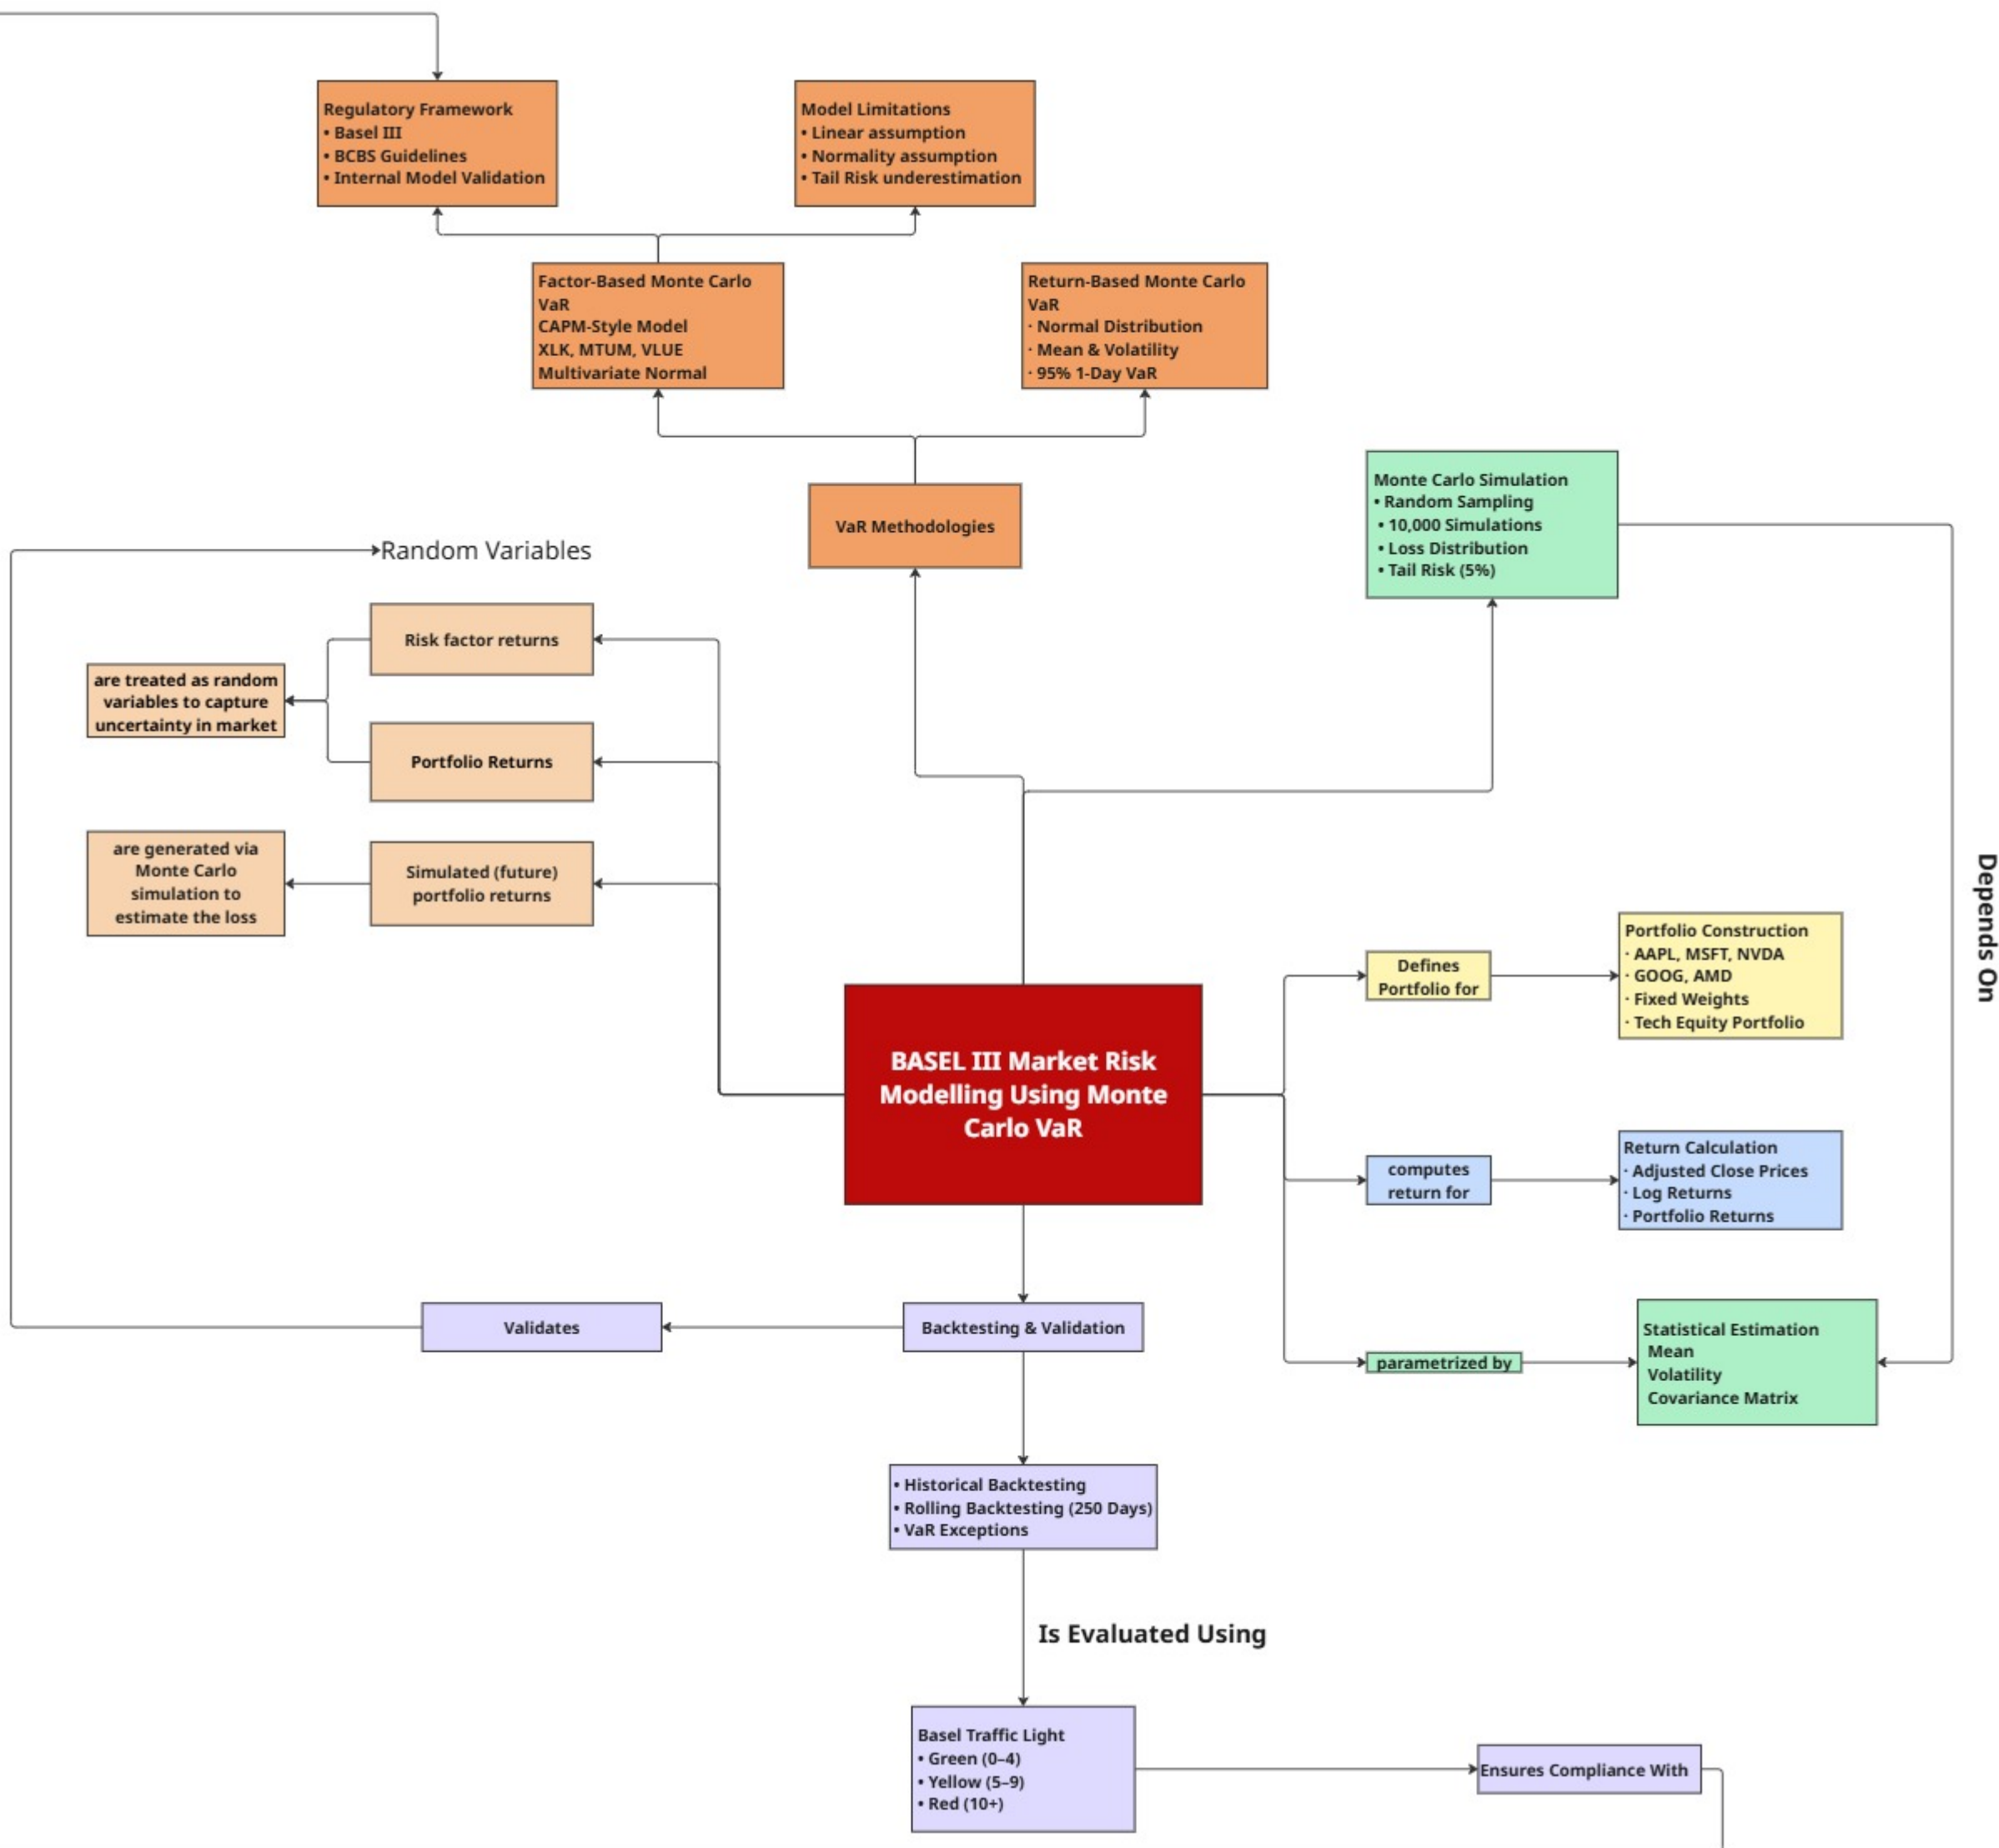 Regulatory Framework
• Basel III
• BCBS Guidelines
• Internal Model Validation
Model Limitations
• Linear assumption
• Normality assumption
• Tail Risk underestimation
Factor-Based Monte Carlo
VaR
CAPM-Style Model
XLK, MTUM, VLUE
Multivariate Normal
Return-Based Monte Carlo
VaR
· Normal Distribution
· Mean & Volatility
· 95% 1-Day VaR
VaR Methodologies
Monte Carlo Simulation
• Random Sampling
• 10,000 Simulations
• Loss Distribution
• Tail Risk (5%)
Random Variables
Risk factor returns
are treated as random
variables to capture
uncertainty in market
Portfolio Returns
are generated via
Monte Carlo
simulation to
estimate the loss
Simulated (future)
portfolio returns
Depends On
Defines
Portfolio for
Portfolio Construction
· AAPL, MSFT, NVDA
· GOOG, AMD
· Fixed Weights
· Tech Equity Portfolio
BASEL III Market Risk
Modelling Using Monte
Carlo VaR
computes
return for
Return Calculation
· Adjusted Close Prices
· Log Returns
· Portfolio Returns
Validates
Backtesting & Validation
parametrized by
Statistical Estimation
Mean
Volatility
Covariance Matrix
• Historical Backtesting
• Rolling Backtesting (250 Days)
• VaR Exceptions
Is Evaluated Using
Basel Traffic Light
• Green (0–4)
• Yellow (5–9)
• Red (10+)
Ensures Compliance With